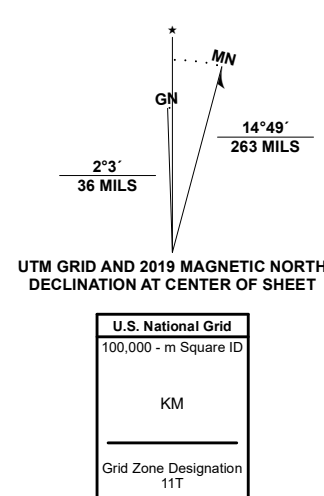 ★
MN
GN
14°49´
263 MILS
2°3´
36 MILS
UTM GRID AND 2019 MAGNETIC NORTH
DECLINATION AT CENTER OF SHEET
U.S. National Grid
100,000 - m Square ID
KM
Grid Zone Designation
11T